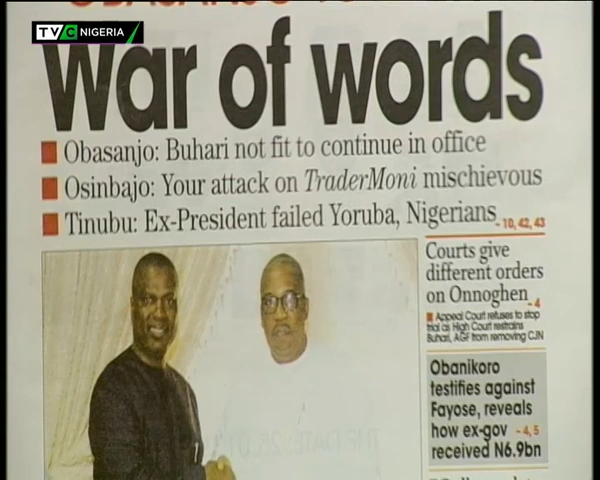 TVC NIGERIA
War of words
Obasanjo: Buhari not fit to continue in office
Osinbajo: Your attack on TraderMoni mischievous
Tinubu: Ex-President failed Yoruba, Nigerians - 10, 42, 43
Courts give
different orders
on Onnoghen - 4
Appeal Court refuses to stop
trial as High Court restrains
Buhari, AGF from removing CJN
Obanikoro
testifies against
Fayose, reveals
how ex-gov - 4, 5
received N6.9bn